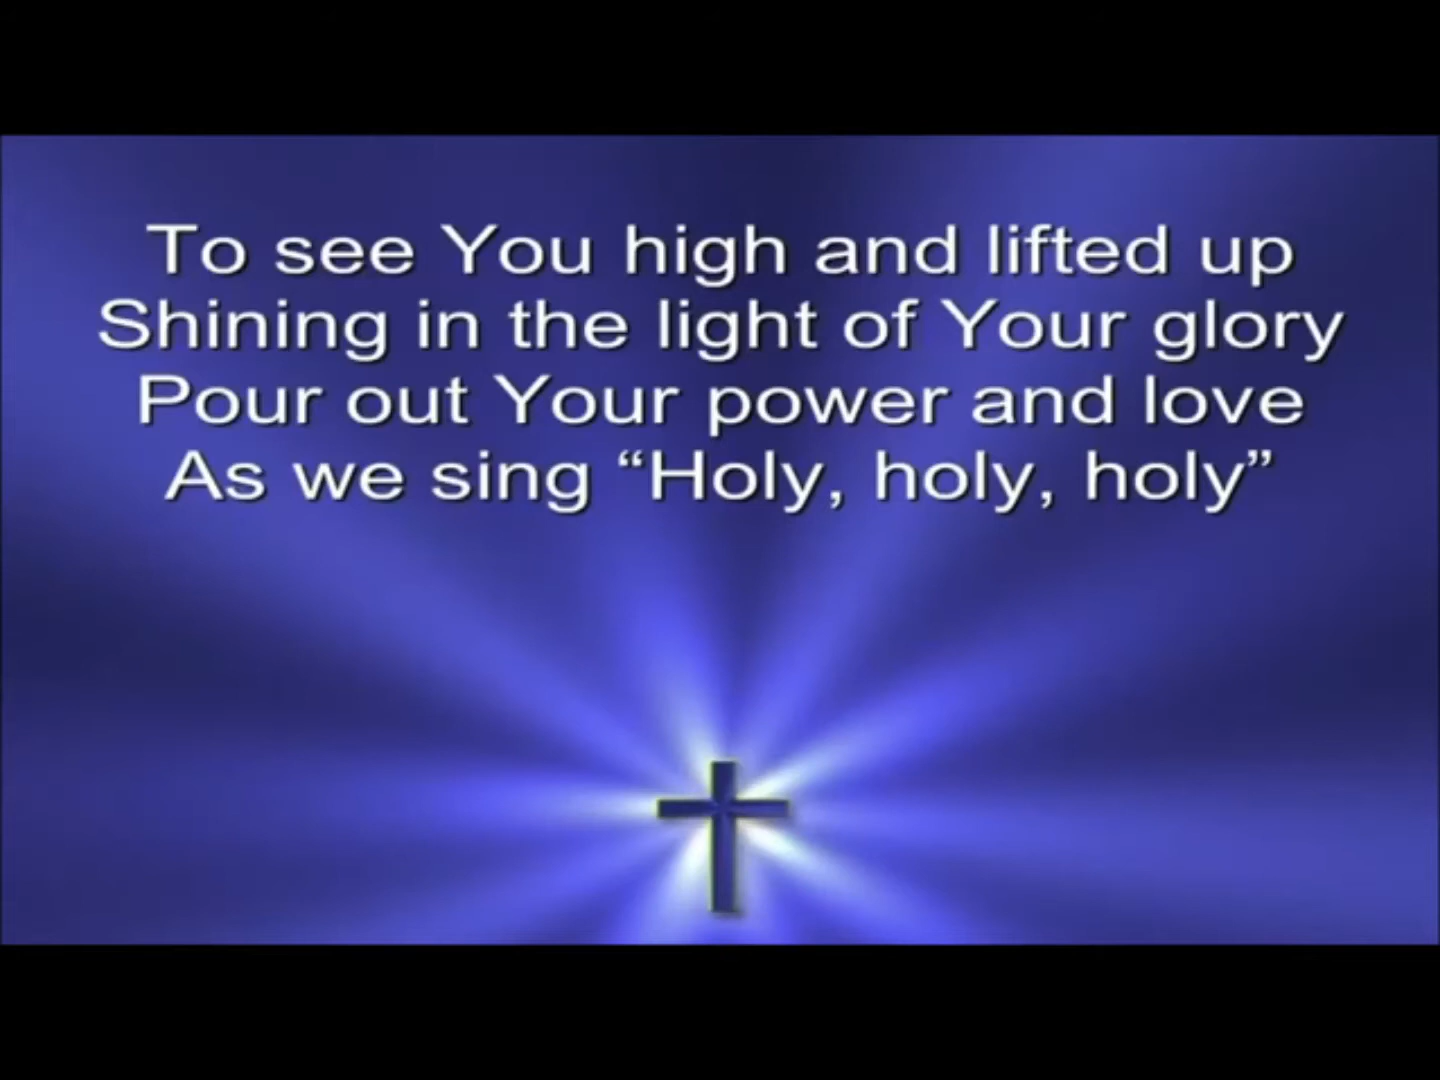 To see You high and lifted up
Shining in the light of Your glory
Pour out Your power and love
As we sing “Holy, holy, holy”